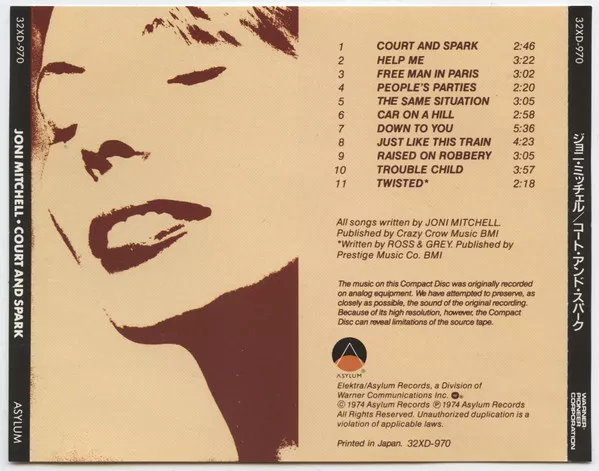 32XD-970
JONI MITCHELL • COURT AND SPARK
ASYLUM
1 COURT AND SPARK 2:46
2 HELP ME 3:22
3 FREE MAN IN PARIS 3:02
4 PEOPLE'S PARTIES 2:20
5 THE SAME SITUATION 3:05
6 CAR ON A HILL 2:58
7 DOWN TO YOU 5:36
8 JUST LIKE THIS TRAIN 4:23
9 RAISED ON ROBBERY 3:05
10 TROUBLE CHILD 3:57
11 TWISTED* 2:18
All songs written by JONI MITCHELL.
Published by Crazy Crow Music BMI
*Written by ROSS & GREY. Published by
Prestige Music Co. BMI
The music on this Compact Disc was originally recorded
on analog equipment. We have attempted to preserve, as
closely as possible, the sound of the original recording.
Because of its high resolution, however, the Compact
Disc can reveal limitations of the source tape.
ASYLUM
Elektra/Asylum Records, a Division of
Warner Communications Inc.
© 1974 Asylum Records ℗ 1974 Asylum Records
All Rights Reserved. Unauthorized duplication is a
violation of applicable laws.
Printed in Japan. 32XD-970
32XD-970
ジョニ・ミッチェル/コート・アンド・スパーク
WARNER-
PIONEER
CORPORATION